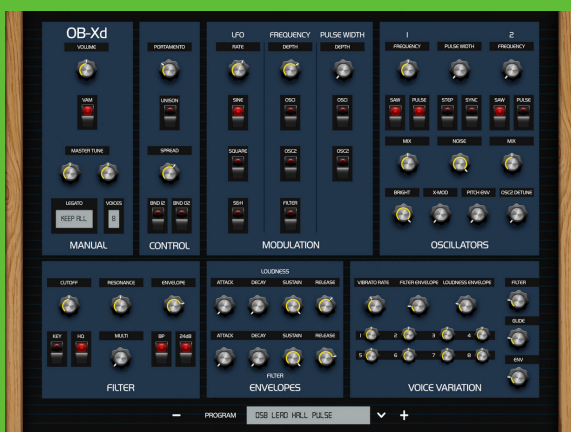 OB-Xd
VOLUME
VAM
MASTER TUNE
LEGATO VOICES
KEEP ALL 8
MANUAL
PORTAMENTO
UNISON
SPREAD
BND 12 BND O2
CONTROL
LFO FREQUENCY PULSE WIDTH
RATE DEPTH DEPTH
SINE OSC1 OSC1
SQUARE OSC2 OSC2
S&H FILTER
MODULATION
1 2
FREQUENCY PULSE WIDTH FREQUENCY
SAW PULSE STEP SYNC SAW PULSE
MIX NOISE MIX
BRIGHT X-MOD PITCH ENV OSC2 DETUNE
OSCILLATORS
CUTOFF RESONANCE ENVELOPE
KEY HQ MULTI BP 24dB
FILTER
LOUDNESS
ATTACK DECAY SUSTAIN RELEASE
ATTACK DECAY SUSTAIN RELEASE
FILTER
ENVELOPES
VIBRATO RATE FILTER ENVELOPE LOUDNESS ENVELOPE FILTER
1 2 3 4 GLIDE
5 6 7 8 ENV
VOICE VARIATION
− PROGRAM 058 LEAD HALL PULSE +